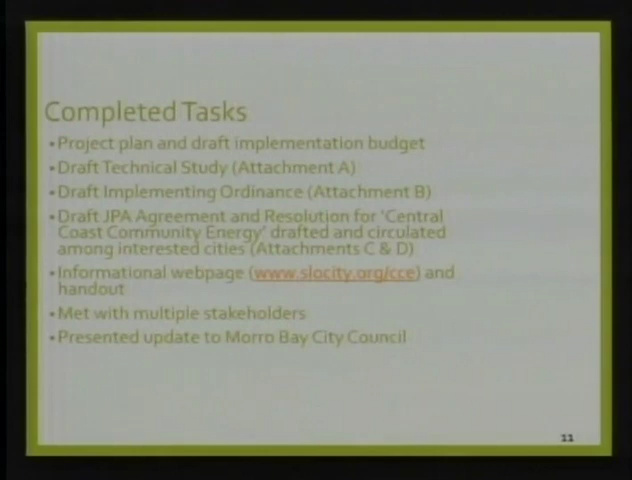 Completed Tasks
▪Project plan and draft implementation budget
▪Draft Technical Study (Attachment A)
▪Draft Implementing Ordinance (Attachment B)
▪Draft JPA Agreement and Resolution for 'Central
Coast Community Energy' drafted and circulated
among interested cities (Attachments C & D)
▪Informational webpage (www.slocity.org/cce) and
handout
▪Met with multiple stakeholders
▪Presented update to Morro Bay City Council
11